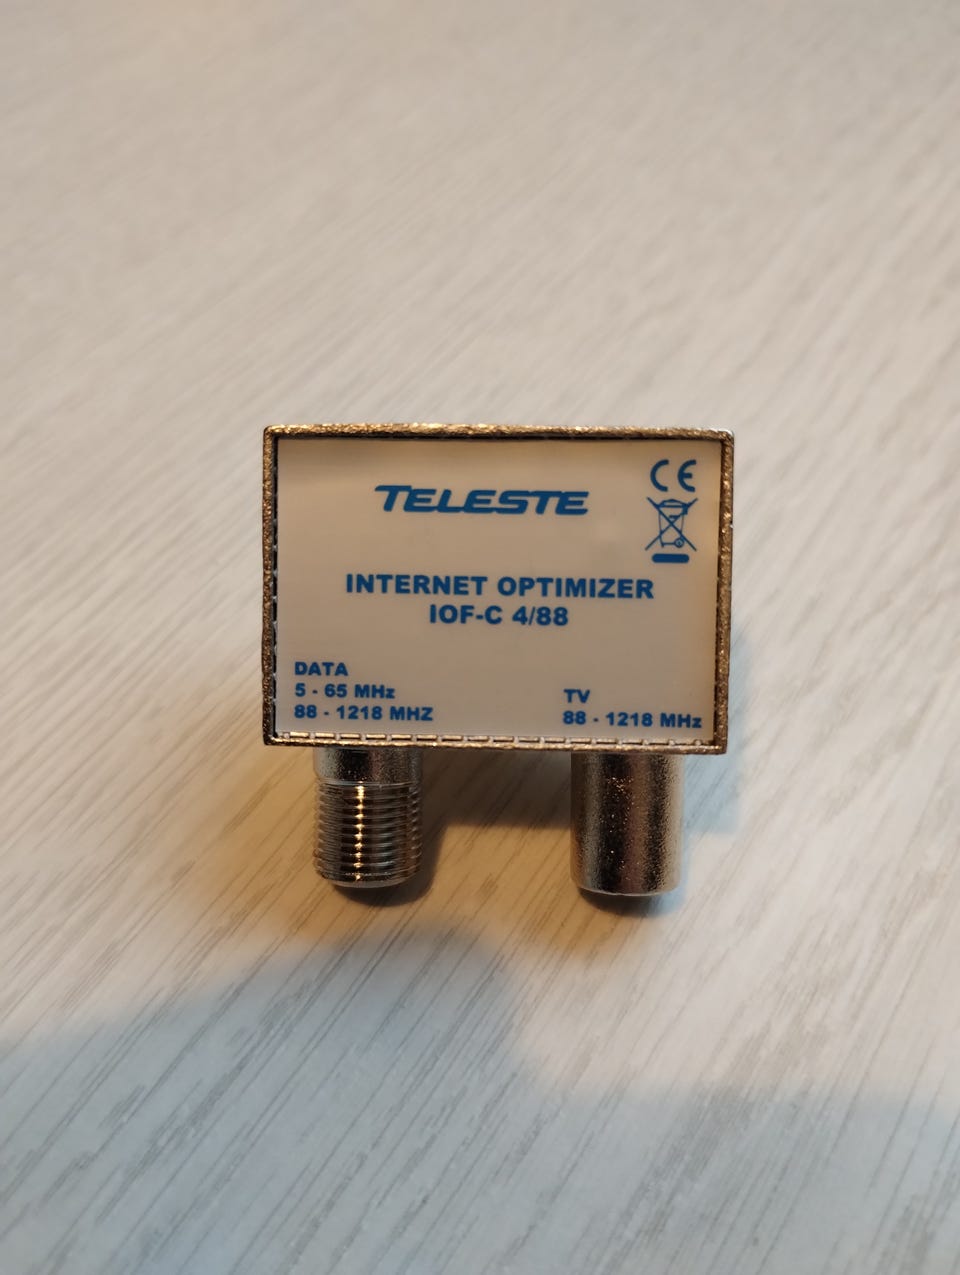 TELESTE
CE
INTERNET OPTIMIZER
IOF-C 4/88
DATA
5 - 65 MHz
88 - 1218 MHZ
TV
88 - 1218 MHz